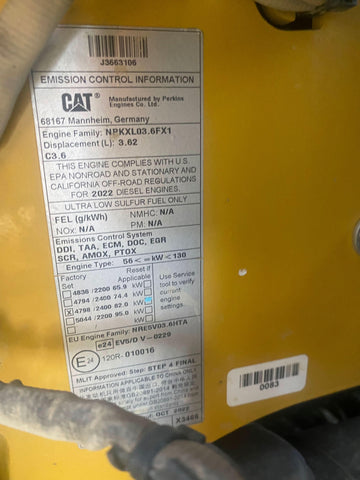 J3663106
EMISSION CONTROL INFORMATION
CAT Manufactured by Perkins
Engines Co. Ltd.
68167 Mannheim, Germany
Engine Family: NPKXL03.6FX1
Displacement (L): 3.62
C3.6
THIS ENGINE COMPLIES WITH U.S.
EPA NONROAD AND STATIONARY AND
CALIFORNIA OFF-ROAD REGULATIONS
FOR 2022 DIESEL ENGINES.
ULTRA LOW SULFUR FUEL ONLY
FEL (g/kWh) NMHC: N/A
NOx: N/A PM: N/A
Emissions Control System
DDI, TAA, ECM, DOC, EGR
SCR, AMOX, PTOX
Engine Type: 56 <= kW < 130
Factory Set
Reset if Applicable
Use Service tool to verify current engine settings.
4836 /2200 65.9 kW
4794 /2400 74.4 kW
X 4798 /2400 82.0 kW
5044 /2200 95.0 kW
EU Engine Family: NRE5V03.6HTA
e24 EV5/D V-0229
E 24 120R- 010016
MLIT Approved Step: STEP 4 FINAL
OCT 2022
X3468
0083